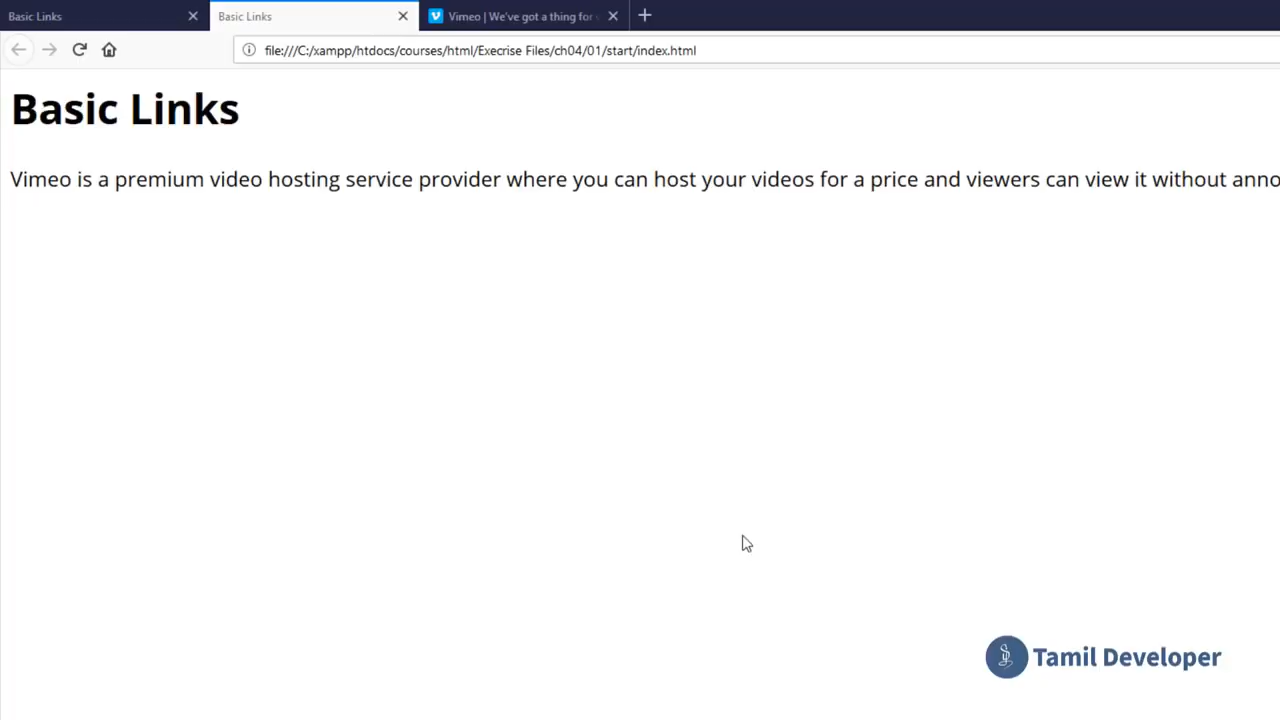 Basic Links
Basic Links
Vimeo | We've got a thing for
file:///C:/xampp/htdocs/courses/html/Execrise Files/ch04/01/start/index.html
Basic Links
Vimeo is a premium video hosting service provider where you can host your videos for a price and viewers can view it without
Tamil Developer